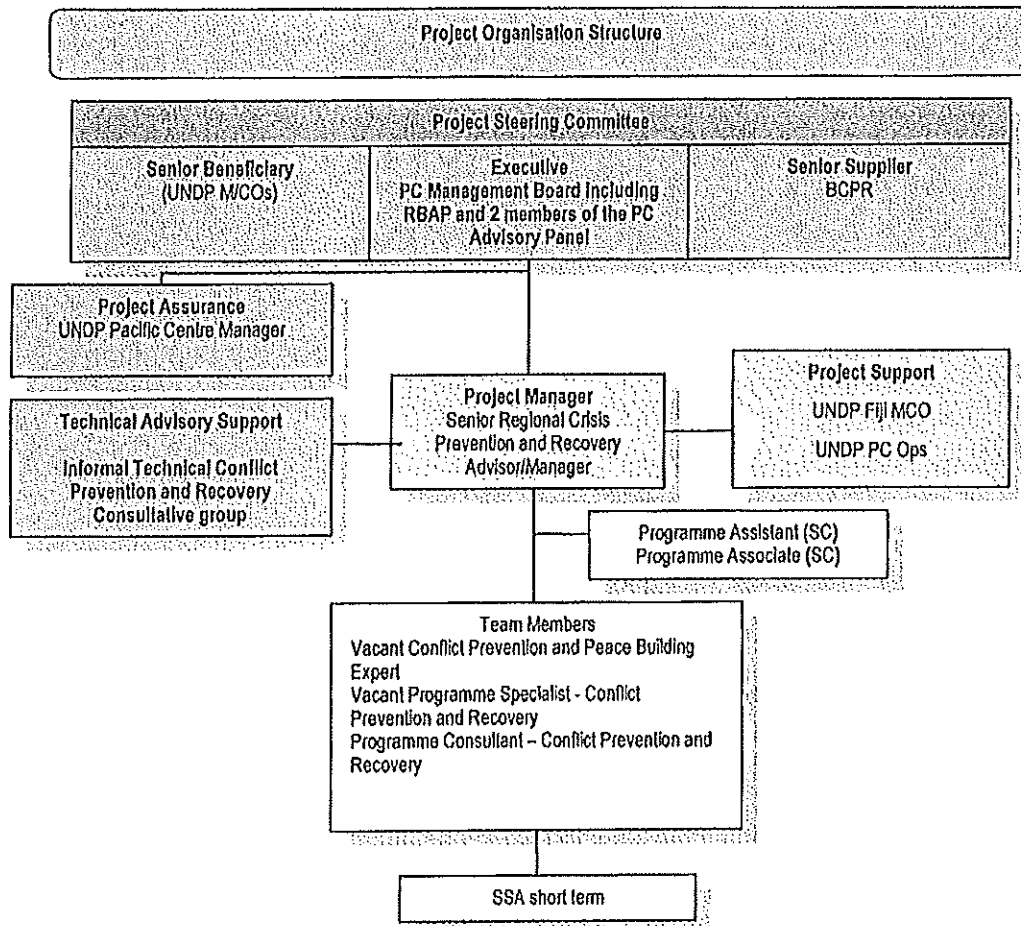 Project Organisation Structure
Project Steering Committee
Senior Beneficiary
(UNDP M/COs)
Executive
PC Management Board including
RBAP and 2 members of the PC
Advisory Panel
Senior Supplier
BCPR
Project Assurance
UNDP Pacific Centre Manager
Technical Advisory Support
Informal Technical Conflict
Prevention and Recovery
Consultative group
Project Manager
Senior Regional Crisis
Prevention and Recovery
Advisor/Manager
Project Support
UNDP Fiji MCO
UNDP PC Ops
Programme Assistant (SC)
Programme Associate (SC)
Team Members
Vacant Conflict Prevention and Peace Building
Expert
Vacant Programme Specialist - Conflict
Prevention and Recovery
Programme Consultant – Conflict Prevention and
Recovery
SSA short term